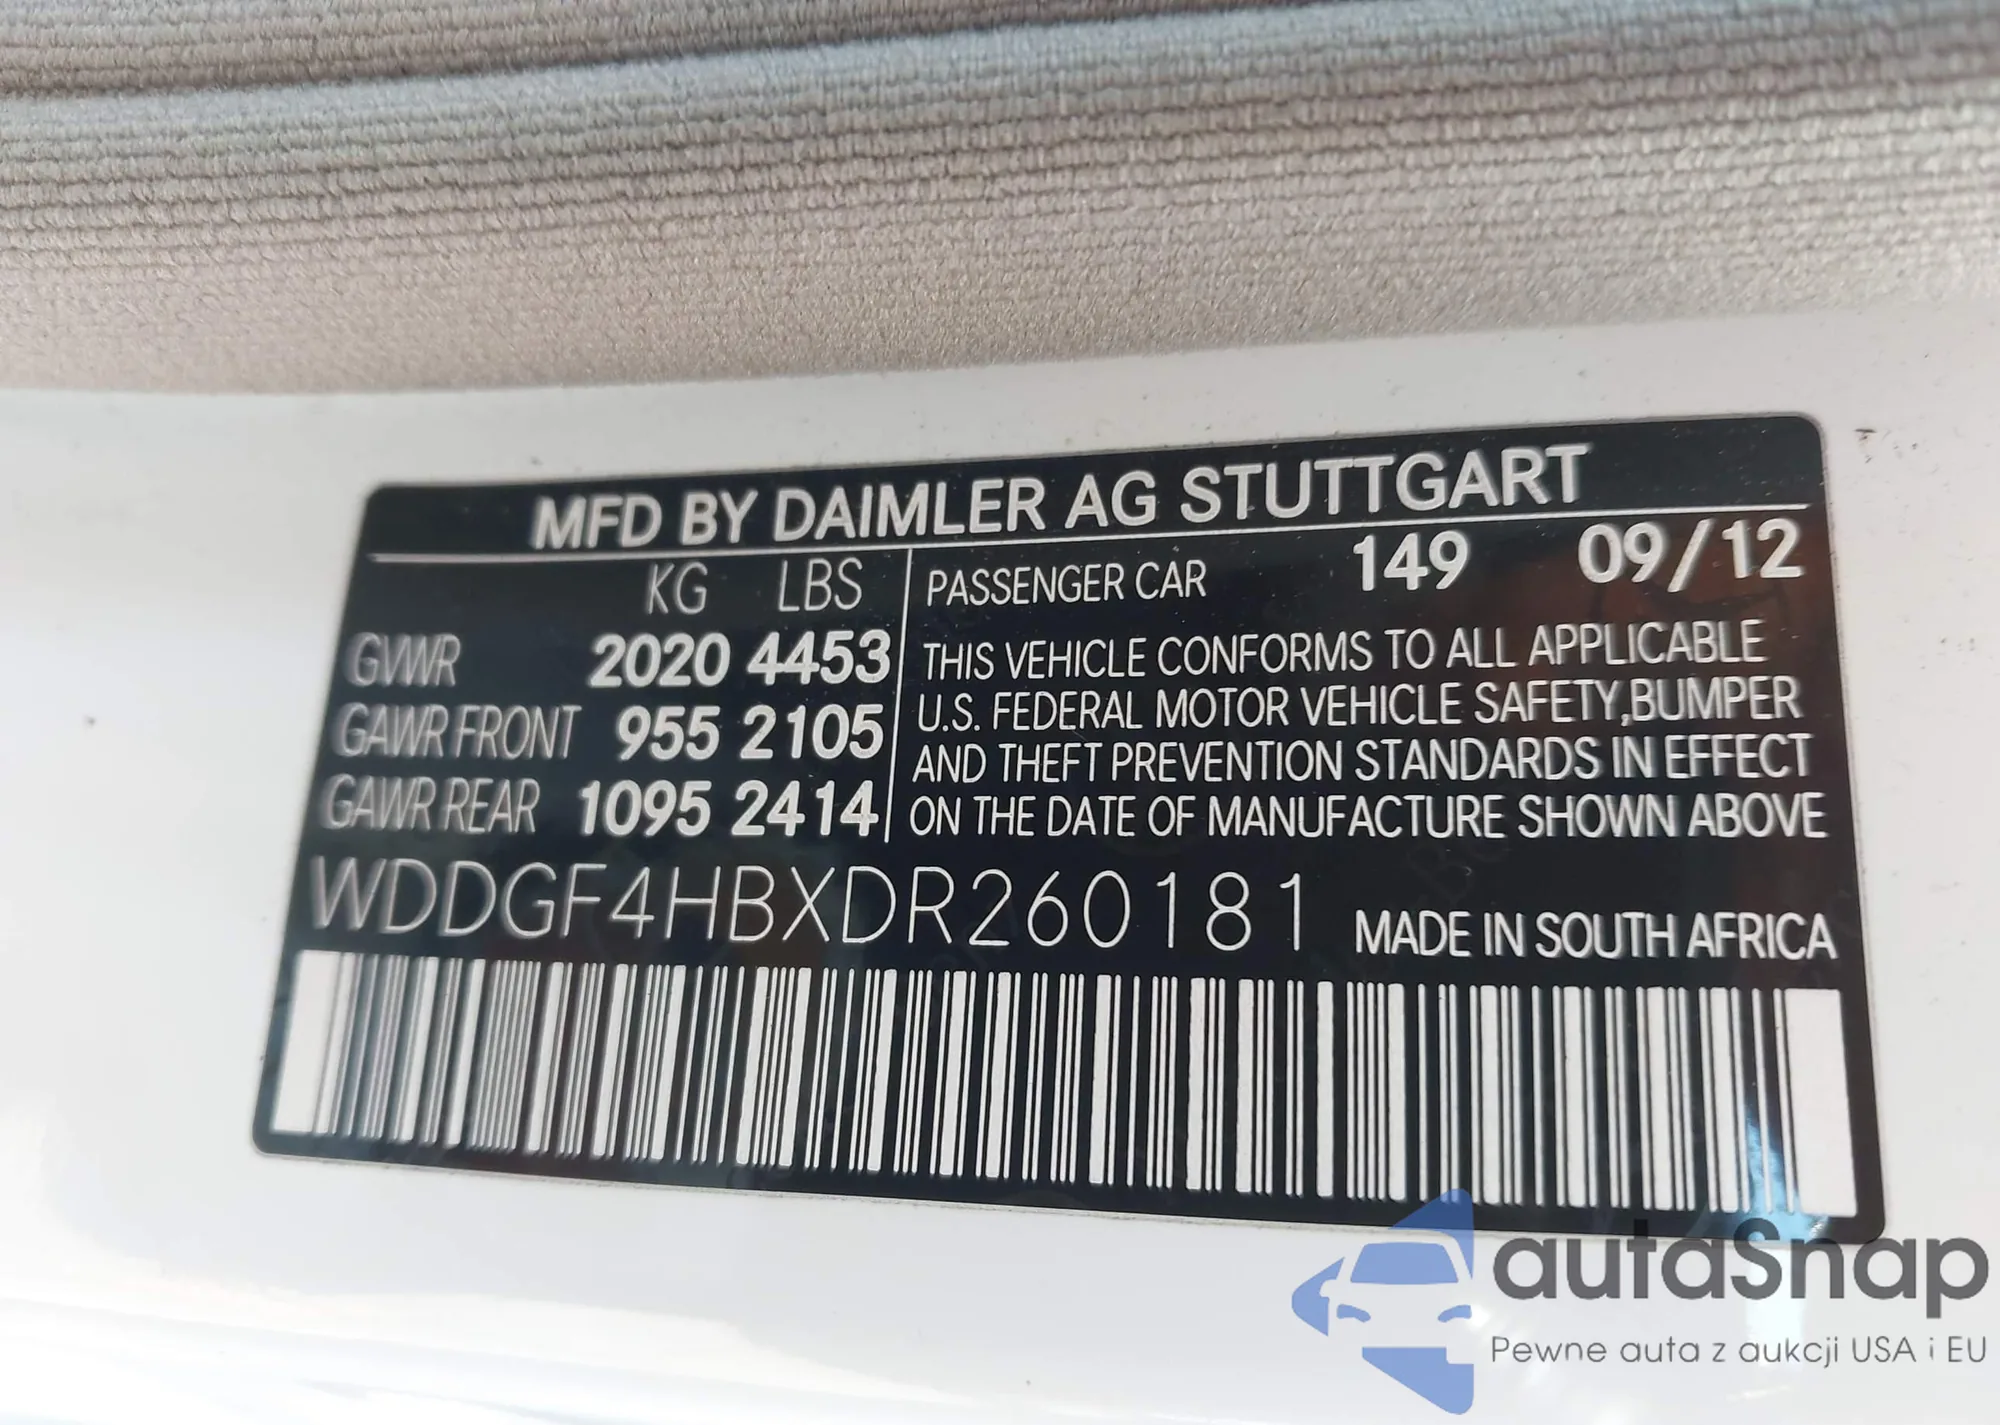 MFD BY DAIMLER AG STUTTGART
KG LBS
GVWR 2020 4453
GAWR FRONT 955 2105
GAWR REAR 1095 2414
PASSENGER CAR 149 09/12
THIS VEHICLE CONFORMS TO ALL APPLICABLE
U.S. FEDERAL MOTOR VEHICLE SAFETY,BUMPER
AND THEFT PREVENTION STANDARDS IN EFFECT
ON THE DATE OF MANUFACTURE SHOWN ABOVE
WDDGF4HBXDR260181 MADE IN SOUTH AFRICA
autaSnap
Pewne auta z aukcji USA i EU